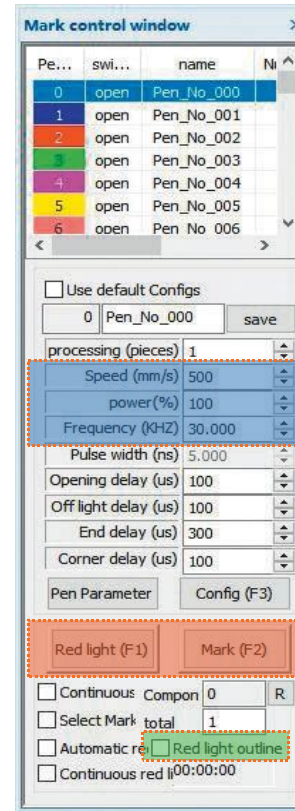 Mark control window
Pe... swi... name Nu
0 open Pen_No_000
1 open Pen_No_001
2 open Pen_No_002
3 open Pen_No_003
4 open Pen_No_004
5 open Pen_No_005
6 open Pen No 006
Use default Configs
0 Pen_No_000 save
processing (pieces) 1
Speed (mm/s) 500
power(%) 100
Frequency (KHZ) 30.000
Pulse width (ns) 5.000
Opening delay (us) 100
Off light delay (us) 100
End delay (us) 300
Corner delay (us) 100
Pen Parameter Config (F3)
Red light (F1) Mark (F2)
Continuous Compon 0 R
Select Mark total 1
Automatic re Red light outline
Continuous red li 00:00:00